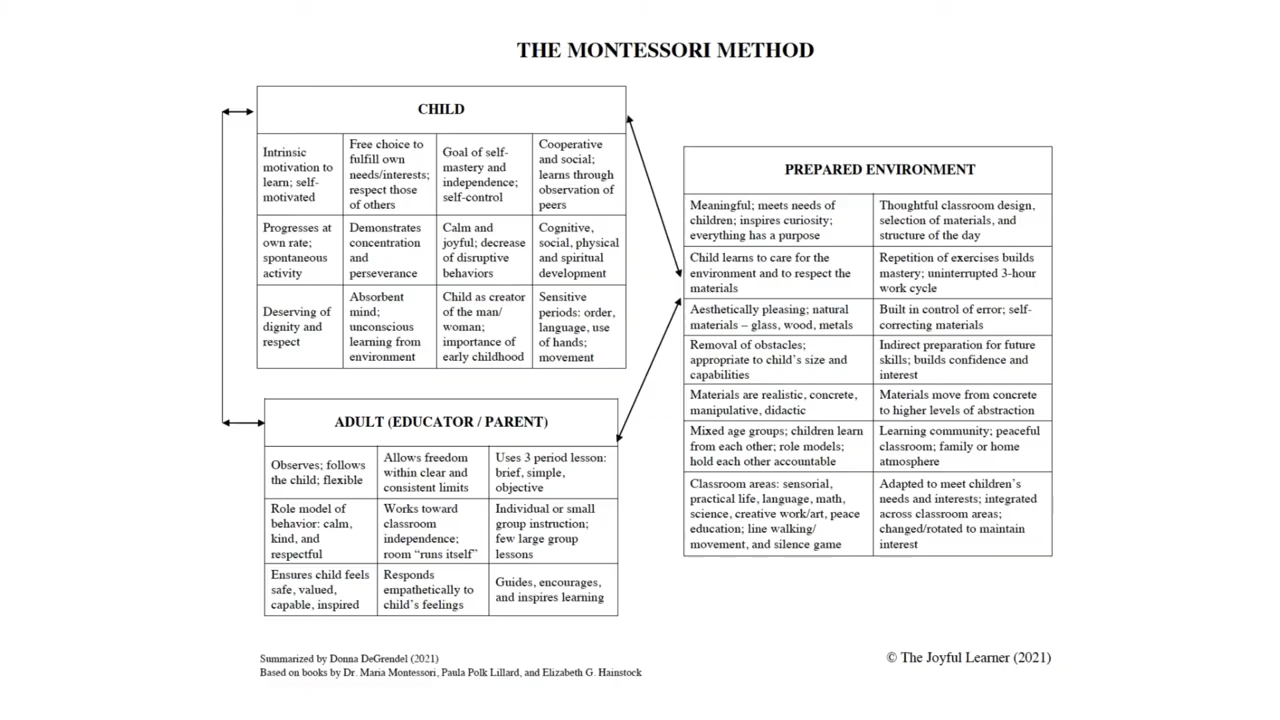 THE MONTESSORI METHOD
CHILD
Intrinsic
motivation to
learn; self-
motivated
Free choice to
fulfill own
needs/interests;
respect those
of others
Goal of self-
mastery and
independence;
self-control
Cooperative
and social;
learns through
observation of
peers
Progresses at
own rate;
spontaneous
activity
Demonstrates
concentration
and
perseverance
Calm and
joyful; decrease
of disruptive
behaviors
Cognitive,
social, physical
and spiritual
development
Deserving of
dignity and
respect
Absorbent
mind;
unconscious
learning from
environment
Child as creator
of the man/
woman;
importance of
early childhood
Sensitive
periods: order,
language, use
of hands;
movement
ADULT (EDUCATOR / PARENT)
Observes; follows
the child; flexible
Allows freedom
within clear and
consistent limits
Uses 3 period lesson:
brief, simple,
objective
Role model of
behavior: calm,
kind, and
respectful
Works toward
classroom
independence;
room “runs itself”
Individual or small
group instruction;
few large group
lessons
Ensures child feels
safe, valued,
capable, inspired
Responds
empathetically to
child’s feelings
Guides, encourages,
and inspires learning
PREPARED ENVIRONMENT
Meaningful; meets needs of
children; inspires curiosity;
everything has a purpose
Thoughtful classroom design,
selection of materials, and
structure of the day
Child learns to care for the
environment and to respect the
materials
Repetition of exercises builds
mastery; uninterrupted 3-hour
work cycle
Aesthetically pleasing; natural
materials – glass, wood, metals
Built in control of error; self-
correcting materials
Removal of obstacles;
appropriate to child’s size and
capabilities
Indirect preparation for future
skills; builds confidence and
interest
Materials are realistic, concrete,
manipulative, didactic
Materials move from concrete
to higher levels of abstraction
Mixed age groups; children learn
from each other; role models;
hold each other accountable
Learning community; peaceful
classroom; family or home
atmosphere
Classroom areas: sensorial,
practical life, language, math,
science, creative work/art, peace
education; line walking/
movement, and silence game
Adapted to meet children’s
needs and interests; integrated
across classroom areas;
changed/rotated to maintain
interest
Summarized by Donna DeGrendel (2021)
Based on books by Dr. Maria Montessori, Paula Polk Lillard, and Elizabeth G. Hainstock
© The Joyful Learner (2021)